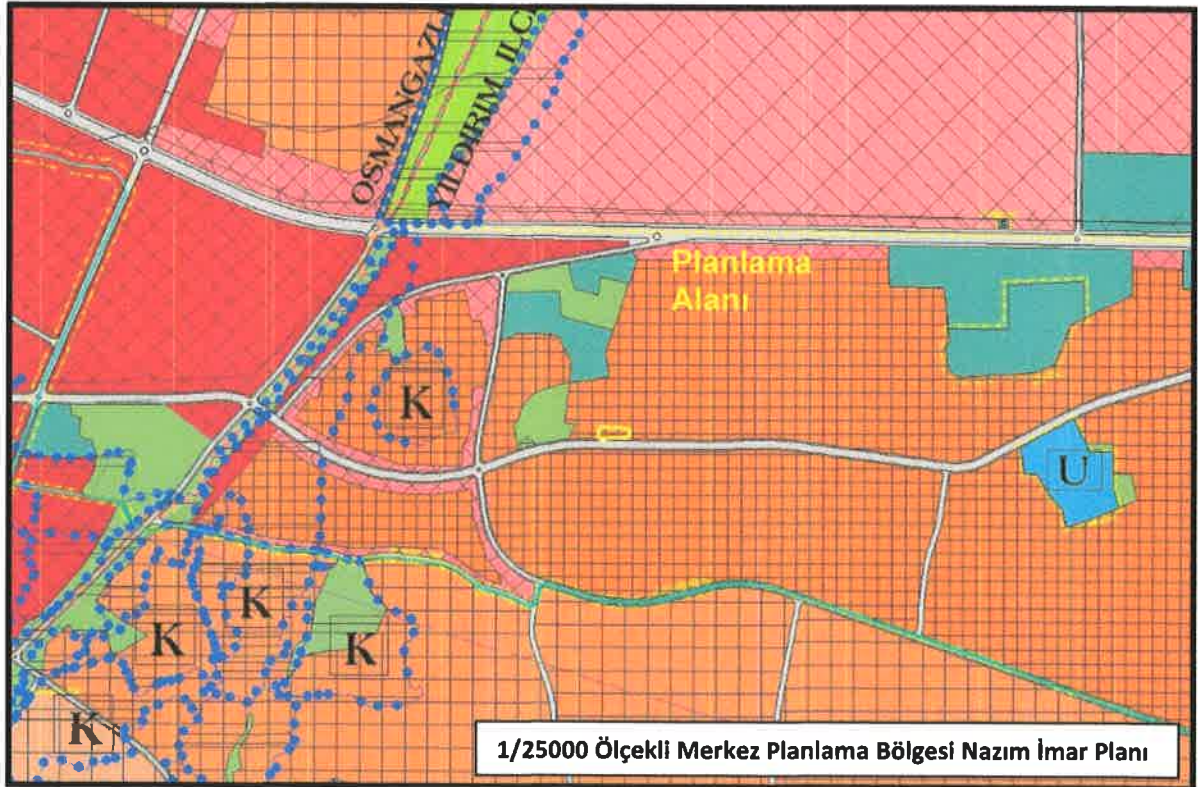 OSMANGAZİ
YILDIRIM İLÇ
Planlama
Alanı
K
U
K
K
K
K
1/25000 Ölçekli Merkez Planlama Bölgesi Nazım İmar Planı